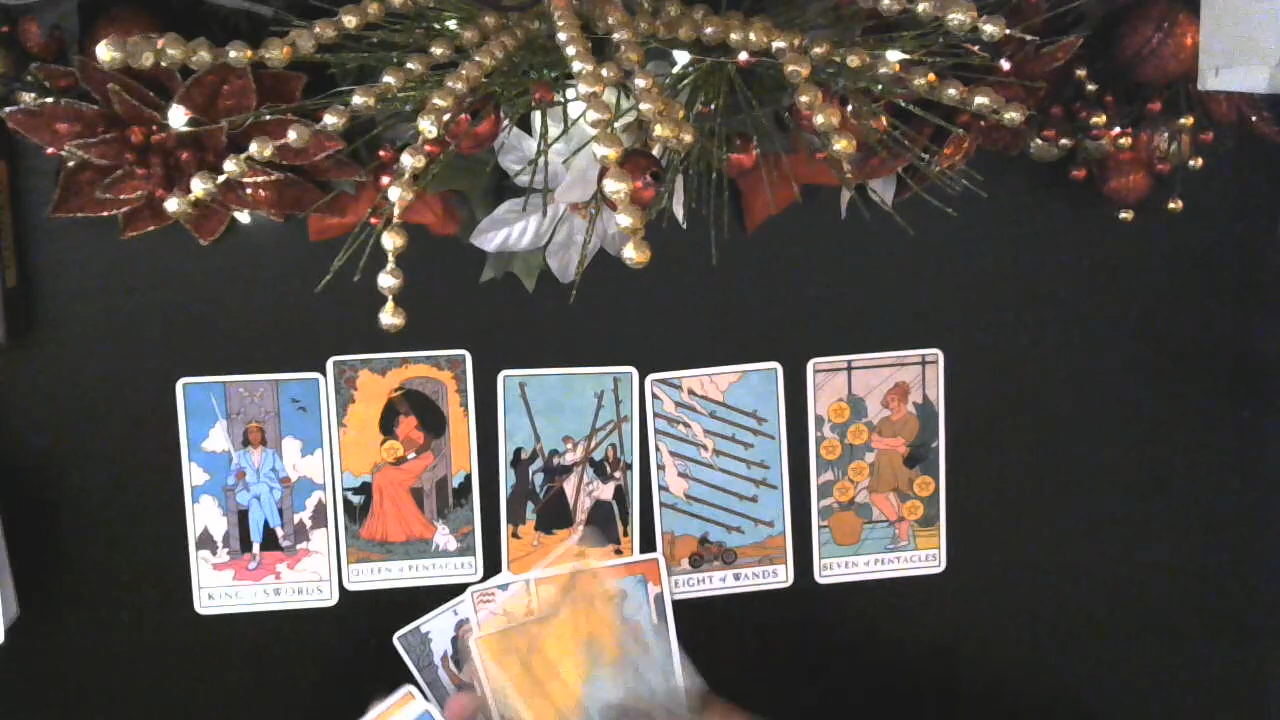 KING of SWORDS
QUEEN of PENTACLES
EIGHT of WANDS
SEVEN of PENTACLES